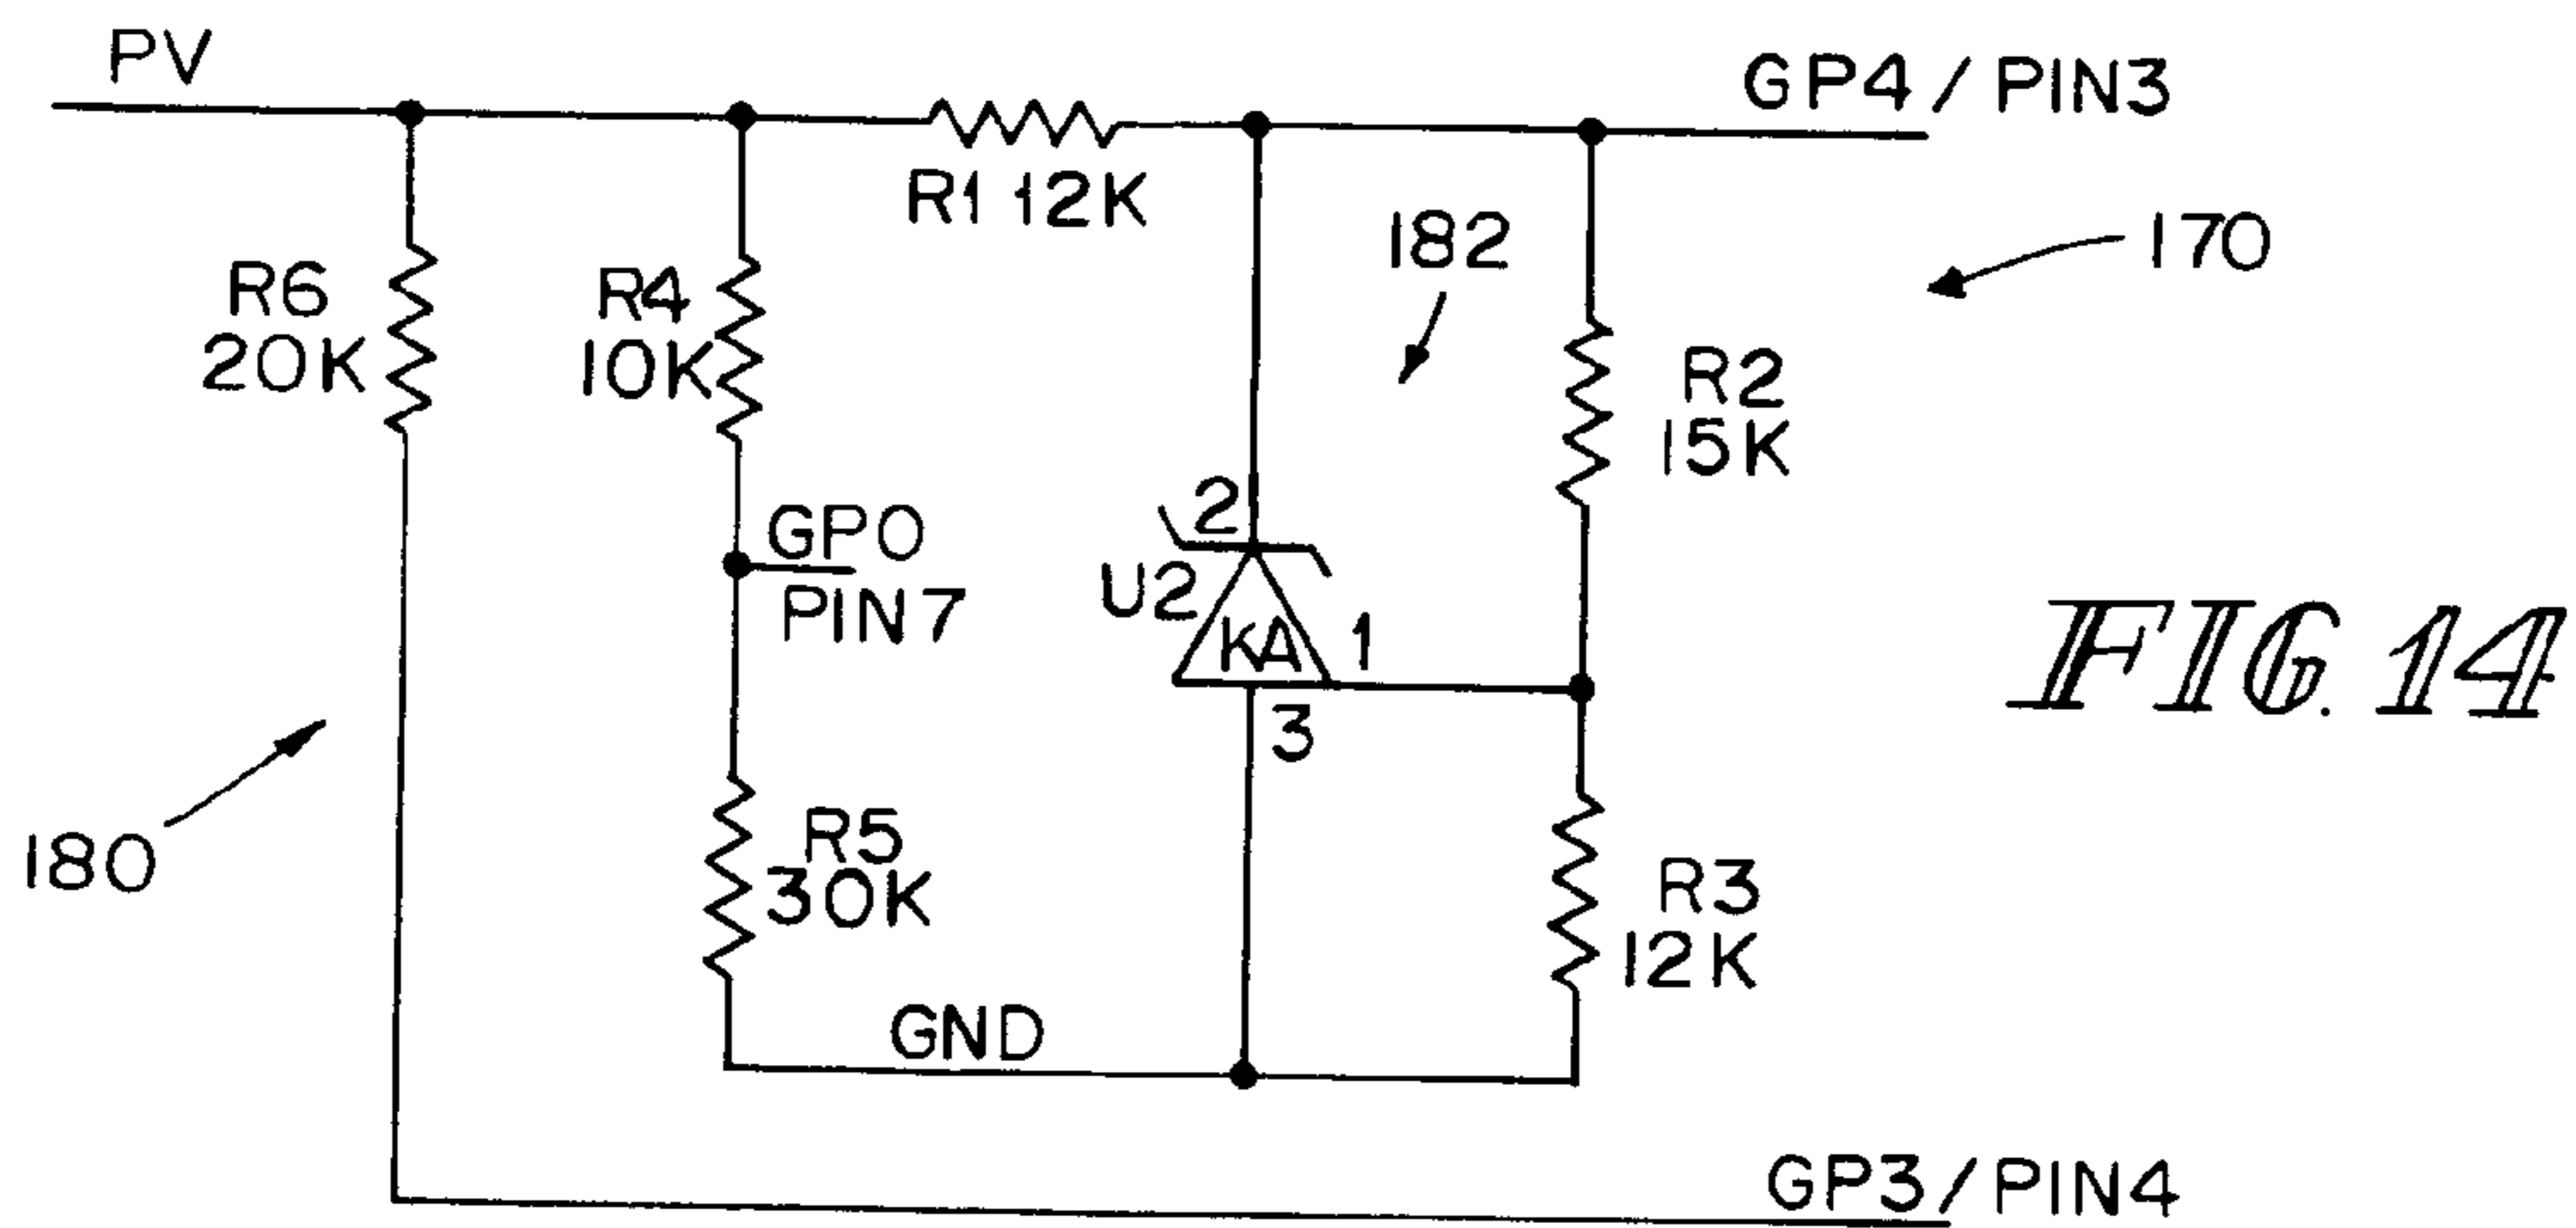 PV
GP4/PIN3
R1 12K
182
170
R6
20K
R4
10K
R2
15K
2
GPO
PIN7
U2
KA
1
3
FIG. 14
180
R5
30K
R3
12K
GND
GP3/PIN4